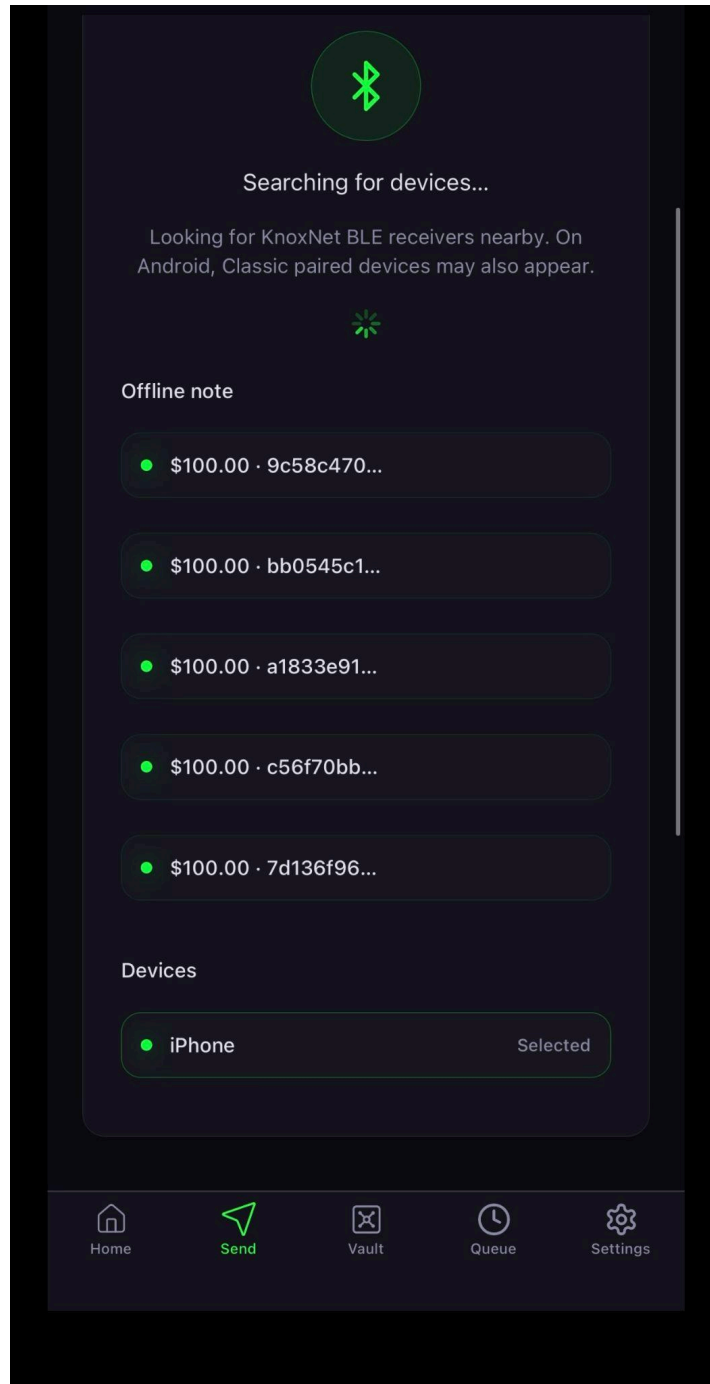 Searching for devices...
Looking for KnoxNet BLE receivers nearby. On
Android, Classic paired devices may also appear.
Offline note
$100.00 · 9c58c470...
$100.00 · bb0545c1...
$100.00 · a1833e91...
$100.00 · c56f70bb...
$100.00 · 7d136f96...
Devices
iPhone Selected
Home Send Vault Queue Settings